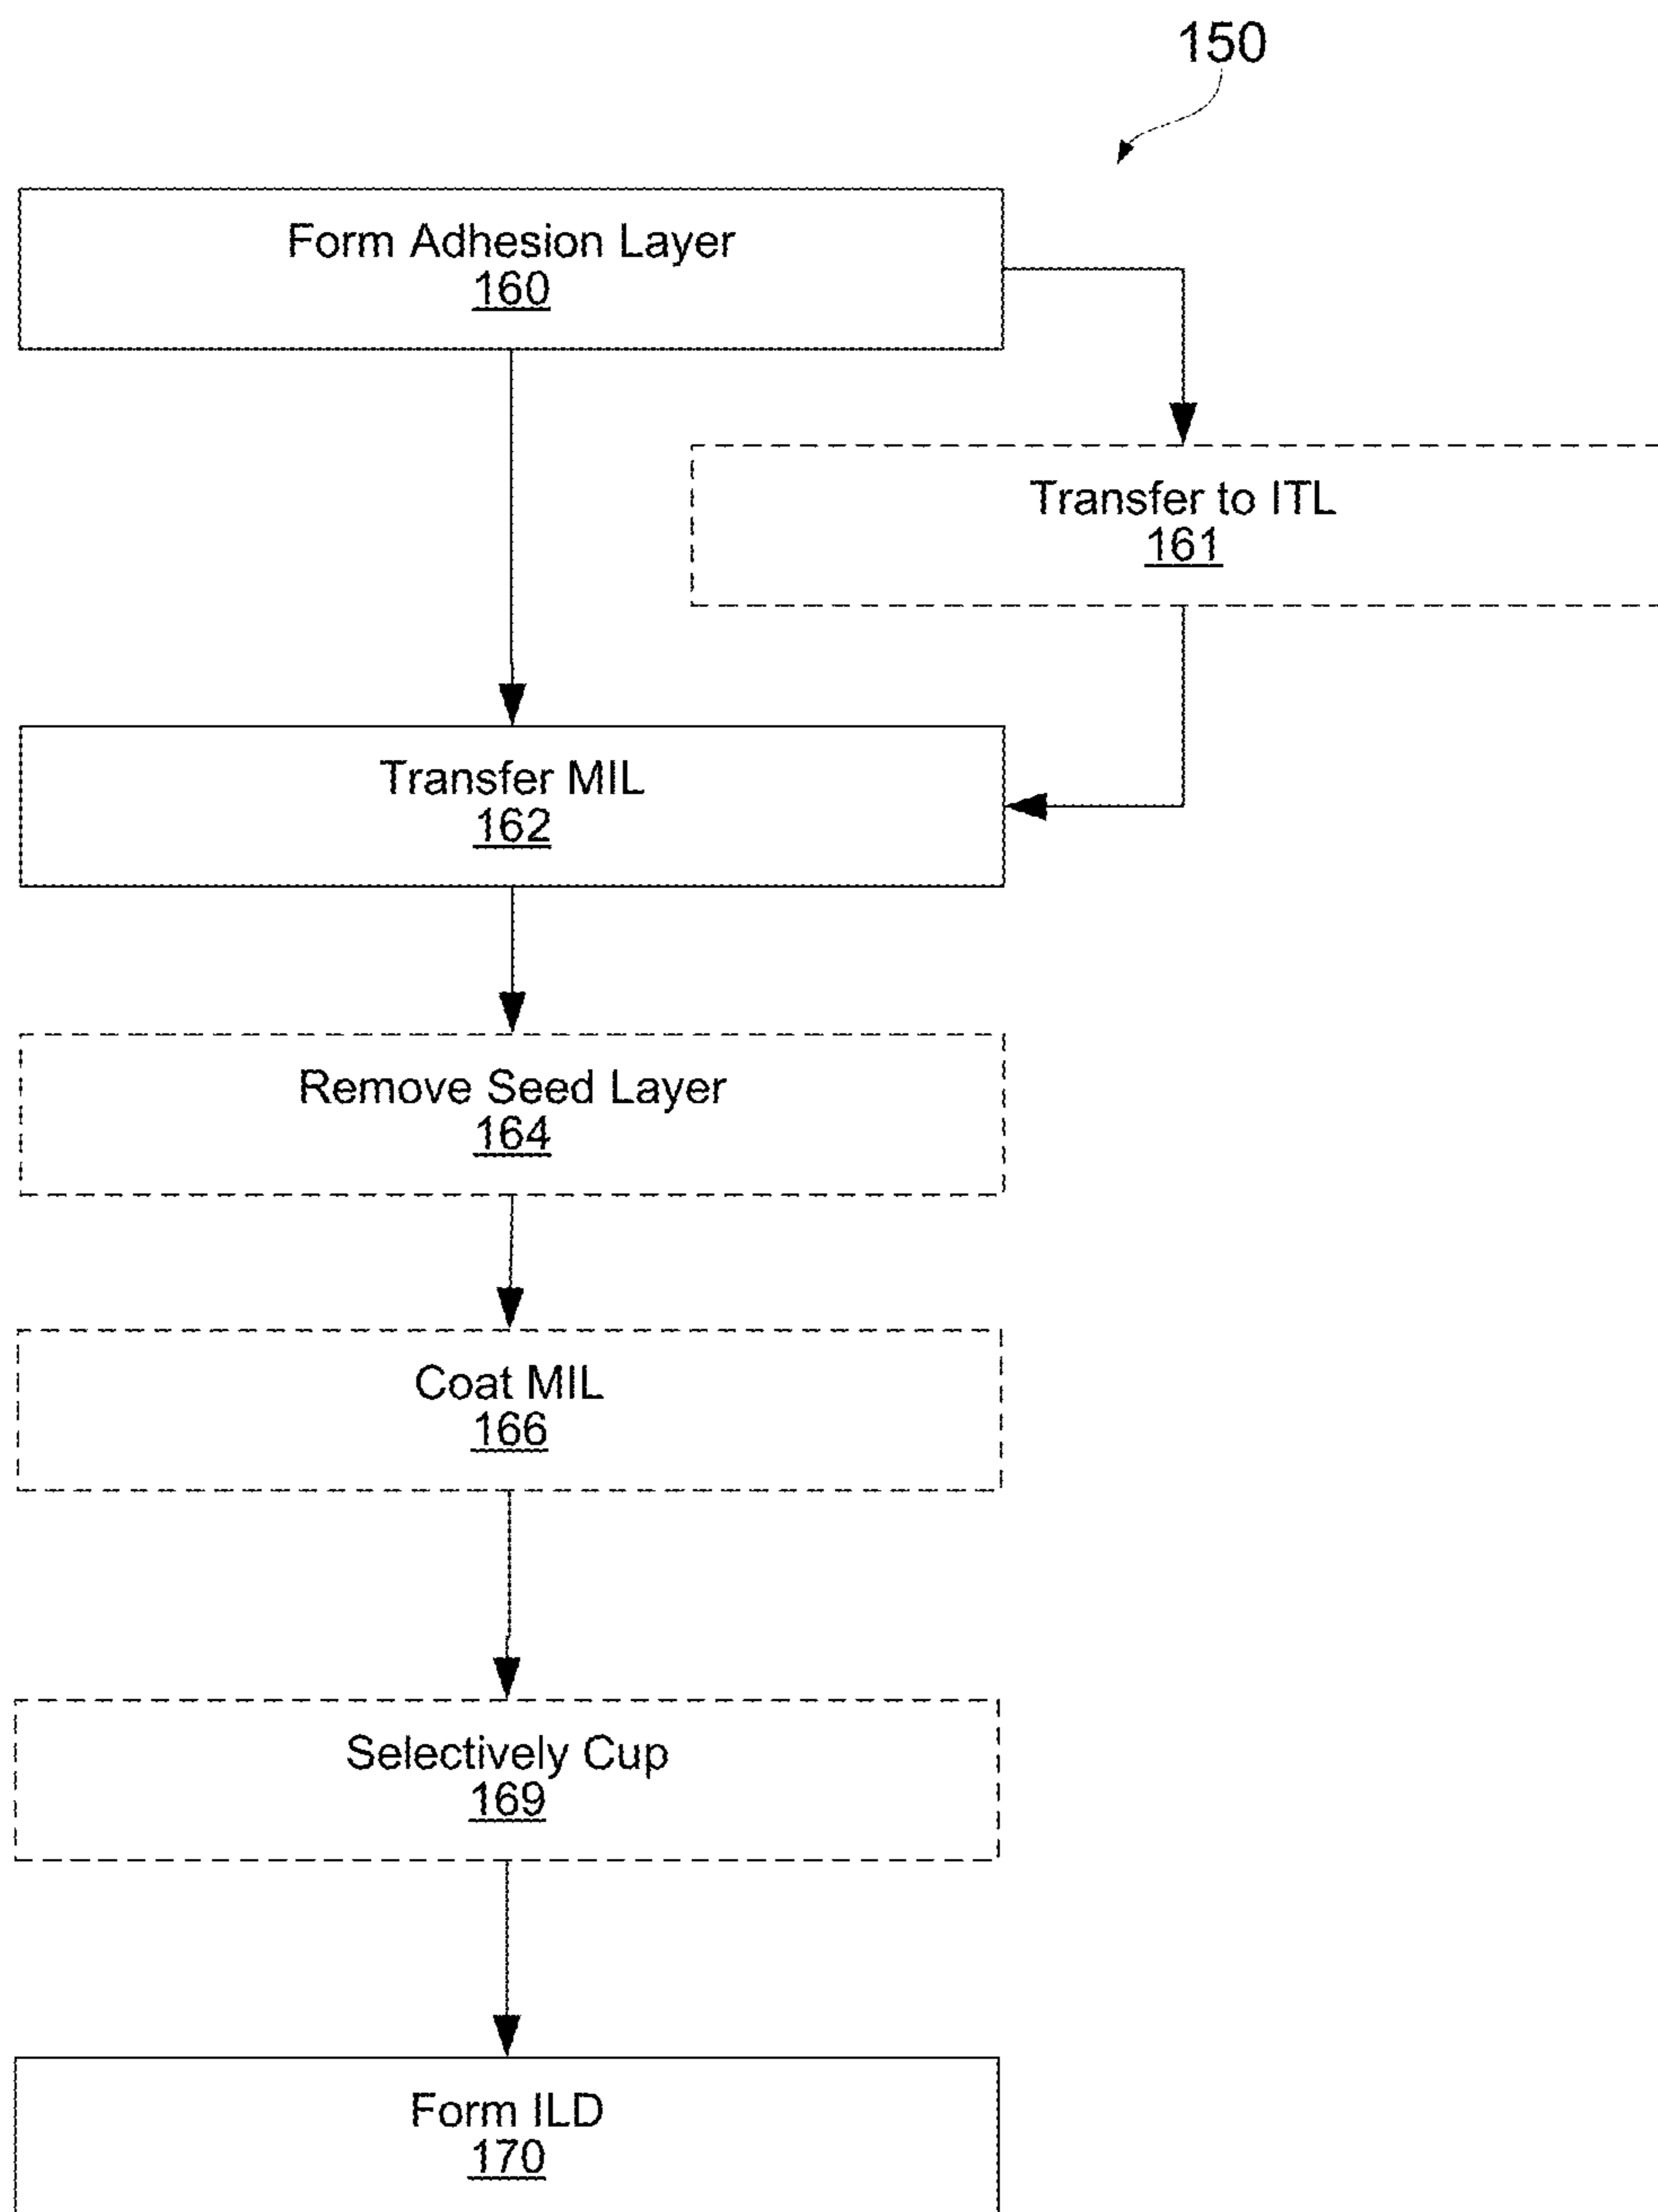 150
Form Adhesion Layer
160
Transfer to ITL
161
Transfer MIL
162
Remove Seed Layer
164
Coat MIL
166
Selectively Cup
169
Form ILD
170